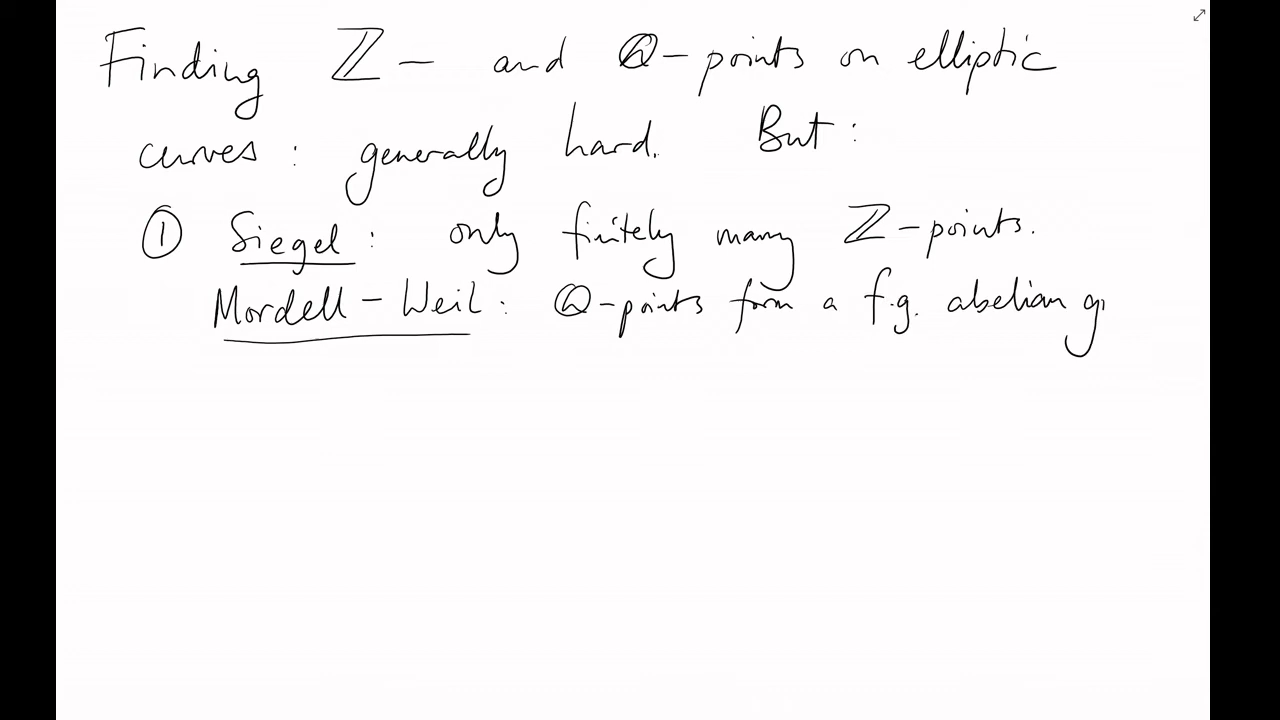 Finding ℤ- and ℚ-points on elliptic
curves: generally hard. But:
① Siegel: only finitely many ℤ-points.
Mordell-Weil: ℚ-points form a f.g. abelian gr